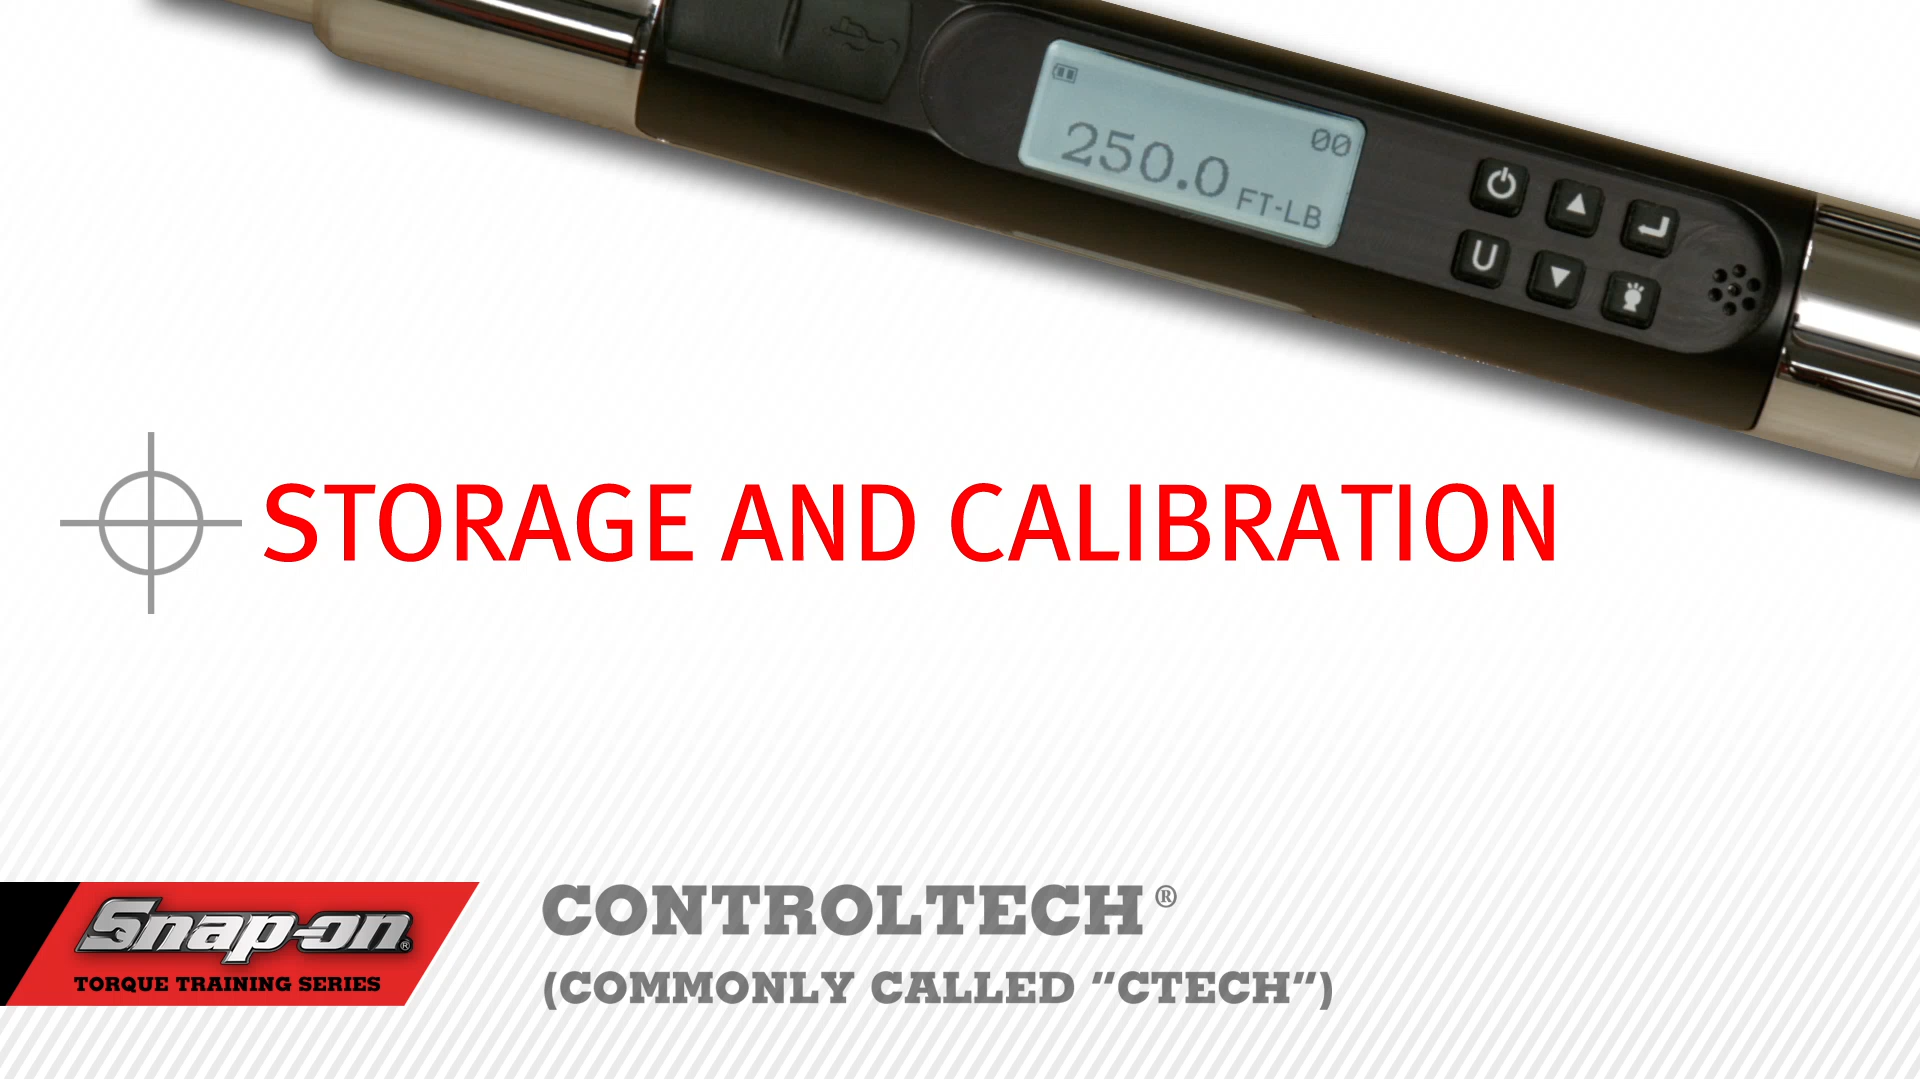 00
250.0 FT-LB
U
STORAGE AND CALIBRATION
Snap-on®
TORQUE TRAINING SERIES
CONTROLTECH®
(COMMONLY CALLED “CTECH”)